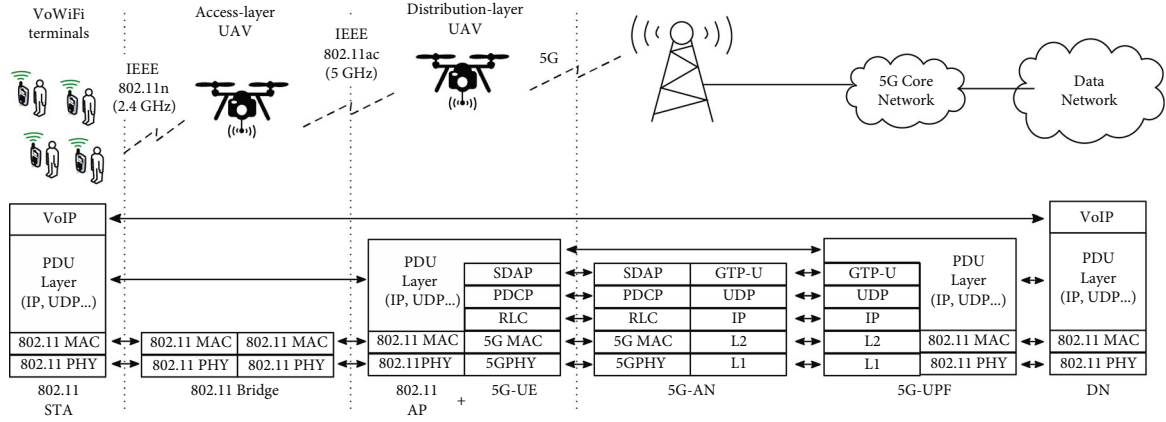 VoWiFi
terminals
Access-layer
UAV
Distribution-layer
UAV
IEEE
802.11n
(2.4 GHz)
IEEE
802.11ac
(5 GHz)
5G
5G Core
Network
Data
Network
VoIP
VoIP
PDU
Layer
(IP, UDP...)
PDU
Layer
(IP, UDP...)
PDU
Layer
(IP, UDP...)
PDU
Layer
(IP, UDP...)
SDAP SDAP GTP-U GTP-U
PDCP PDCP UDP UDP
RLC RLC IP IP
802.11 MAC 802.11 MAC 802.11 MAC 802.11 MAC 5G MAC 5G MAC L2 L2 802.11 MAC 802.11 MAC
802.11 PHY 802.11 PHY 802.11 PHY 802.11PHY 5GPHY 5GPHY L1 L1 802.11 PHY 802.11 PHY
802.11
STA
802.11 Bridge
802.11
AP
+
5G-UE
5G-AN
5G-UPF
DN